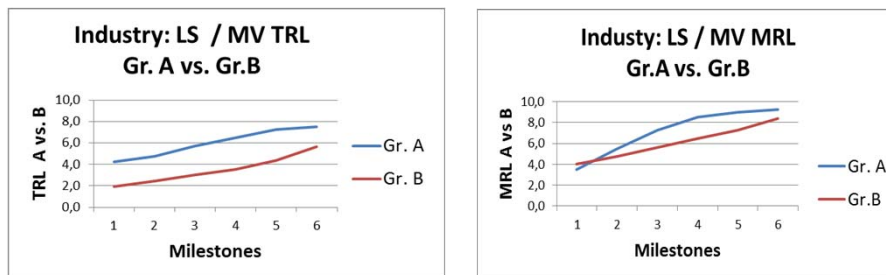 Industry: LS / MV TRL
Gr. A vs. Gr.B
TRL A vs. B
10,0
8,0
6,0
4,0
2,0
0,0
1 2 3 4 5 6
Milestones
Gr. A
Gr. B
Industy: LS / MV MRL
Gr.A vs. Gr.B
MRL A vs B
10,0
8,0
6,0
4,0
2,0
0,0
1 2 3 4 5 6
Milestones
Gr. A
Gr.B